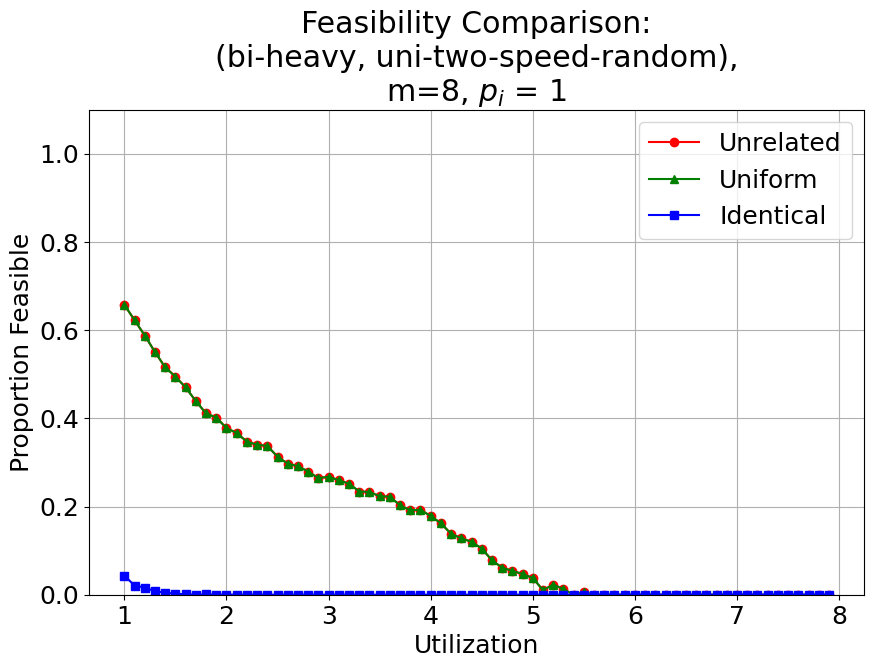 Feasibility Comparison:
(bi-heavy, uni-two-speed-random),
m=8, $p_i$ = 1
Unrelated
Uniform
Identical
Proportion Feasible
1.0
0.8
0.6
0.4
0.2
0.0
1 2 3 4 5 6 7 8
Utilization